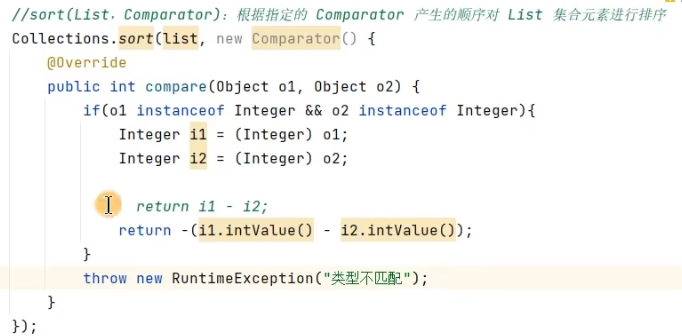 //sort(List，Comparator)：根据指定的 Comparator 产生的顺序对 List 集合元素进行排序
Collections.sort(list, new Comparator() {
    @Override
    public int compare(Object o1, Object o2) {
        if(o1 instanceof Integer && o2 instanceof Integer){
            Integer i1 = (Integer) o1;
            Integer i2 = (Integer) o2;
              return i1 - i2;
            return -(i1.intValue() - i2.intValue());
        }
        throw new RuntimeException("类型不匹配");
    }
});